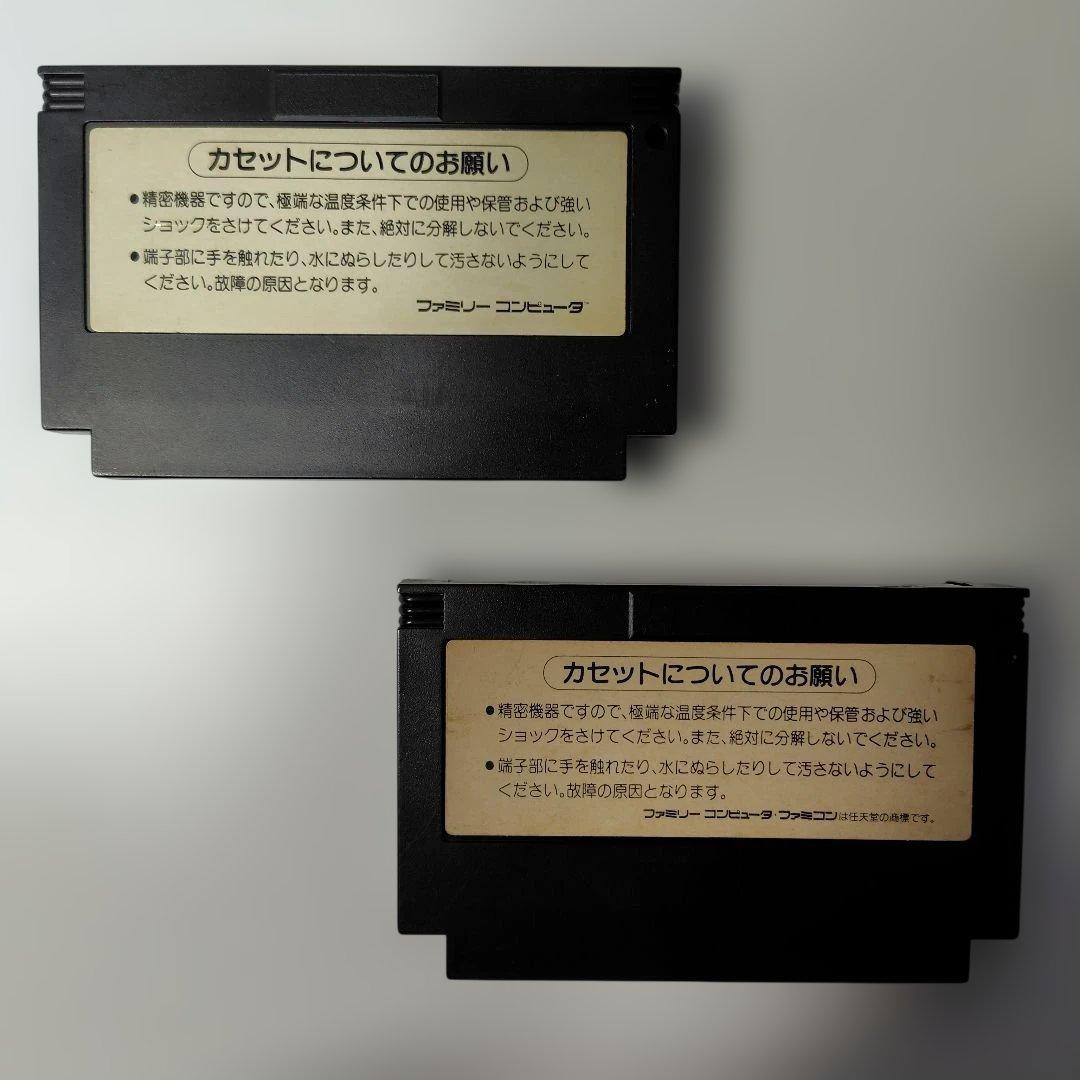 カセットについてのお願い
●精密機器ですので、極端な温度条件下での使用や保管および強い
ショックをさけてください。また、絶対に分解しないでください。
●端子部に手を触れたり、水にぬらしたりして汚さないようにして
ください。故障の原因となります。
ファミリー コンピュータ™
カセットについてのお願い
●精密機器ですので、極端な温度条件下での使用や保管および強い
ショックをさけてください。また、絶対に分解しないでください。
●端子部に手を触れたり、水にぬらしたりして汚さないようにして
ください。故障の原因となります。
ファミリー コンピュータ・ファミコンは任天堂の商標です。